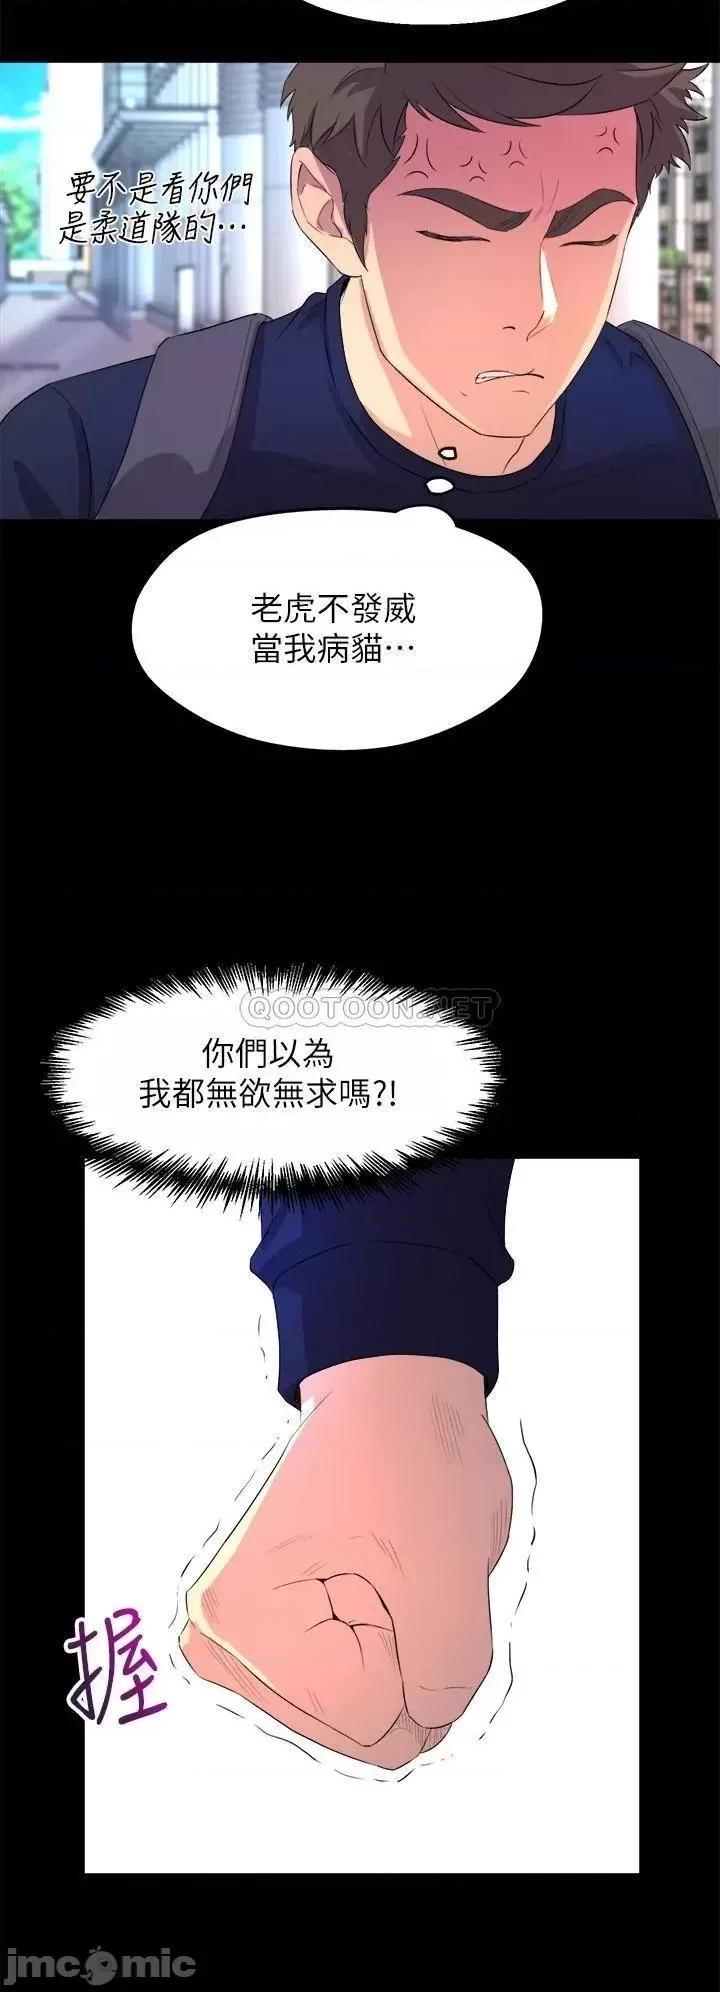 要不是看你們
是柔道隊的…
老虎不發威
當我病貓…
QOOTOON.NET
你們以為
我都無欲無求嗎?!
握
jmcomic